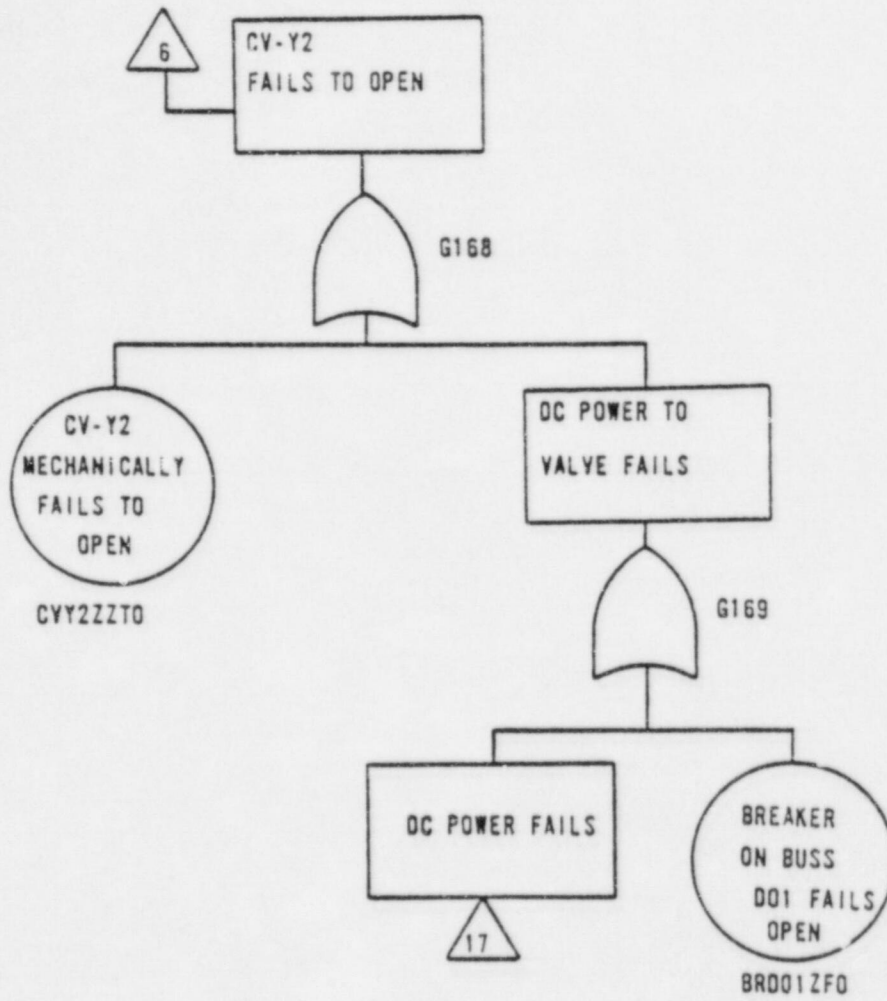 6
CV-Y2
FAILS TO OPEN
G168
CV-Y2
MECHANICALLY
FAILS TO
OPEN
CVY2ZZTO
DC POWER TO
VALVE FAILS
G169
DC POWER FAILS
17
BREAKER
ON BUSS
D01 FAILS
OPEN
BRD01ZFO